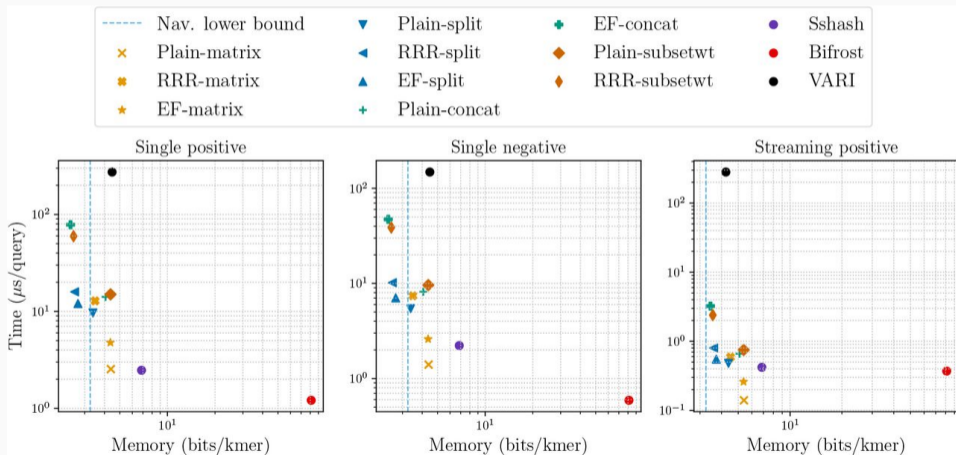 Nav. lower bound
Plain-matrix
RRR-matrix
EF-matrix
Plain-split
RRR-split
EF-split
Plain-concat
EF-concat
Plain-subsetwt
RRR-subsetwt
Sshash
Bifrost
VARI
Single positive
Single negative
Streaming positive
Time (μs/query)
10²
10¹
10⁰
10¹
Memory (bits/kmer)
10²
10¹
10⁰
10¹
Memory (bits/kmer)
10²
10¹
10⁰
10⁻¹
10¹
Memory (bits/kmer)